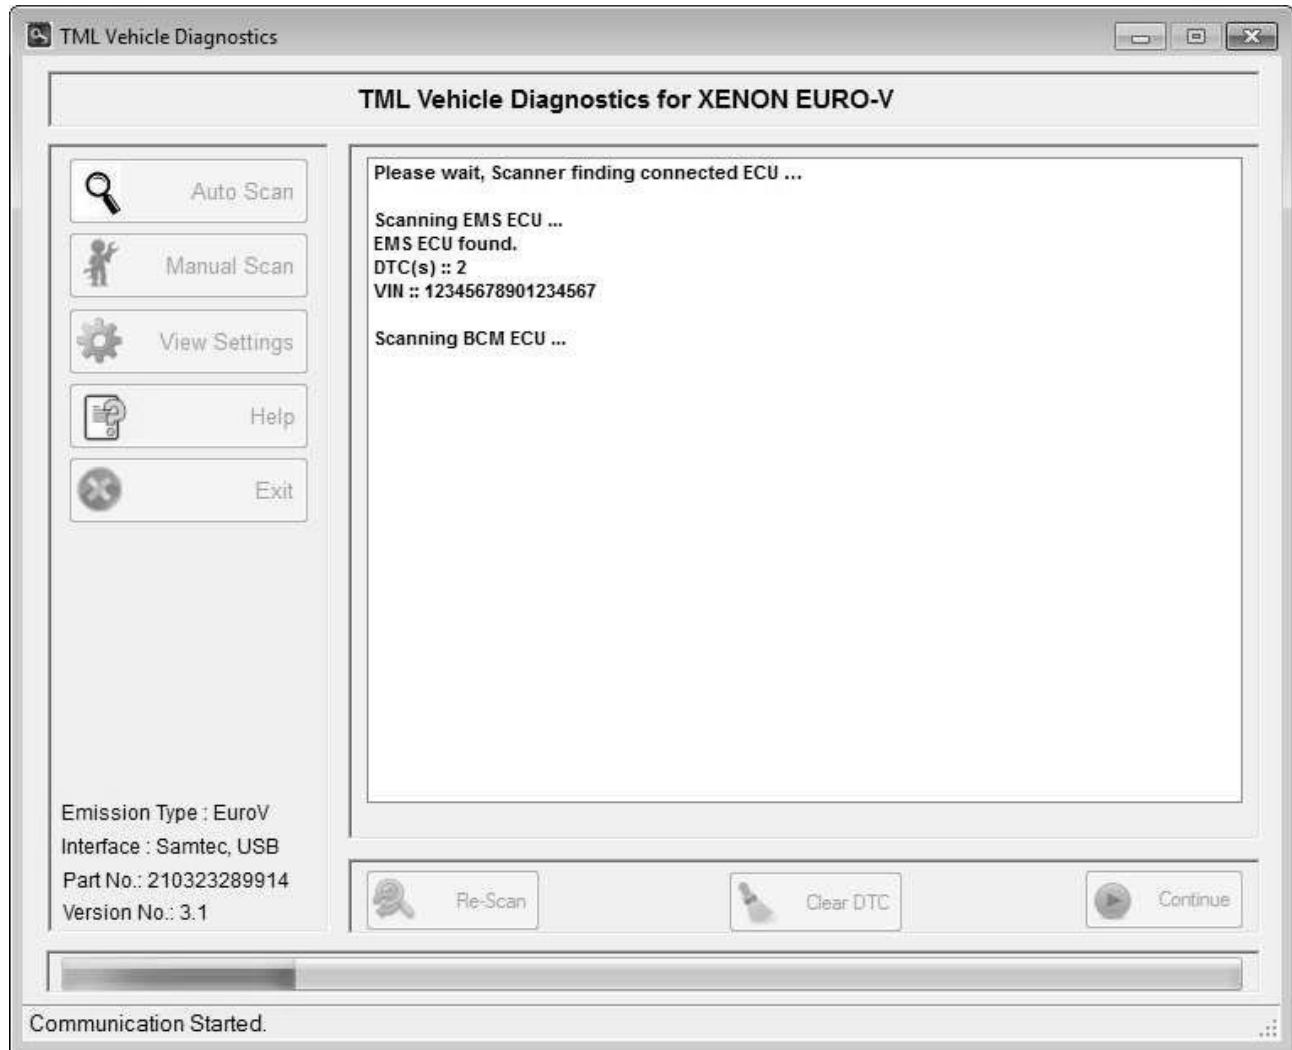 TML Vehicle Diagnostics
TML Vehicle Diagnostics for XENON EURO-V
Auto Scan
Manual Scan
View Settings
Help
Exit
Emission Type : EuroV
Interface : Samtec, USB
Part No.: 210323289914
Version No.: 3.1
Please wait, Scanner finding connected ECU ...
Scanning EMS ECU ...
EMS ECU found.
DTC(s) :: 2
VIN :: 12345678901234567
Scanning BCM ECU ...
Re-Scan
Clear DTC
Continue
Communication Started.